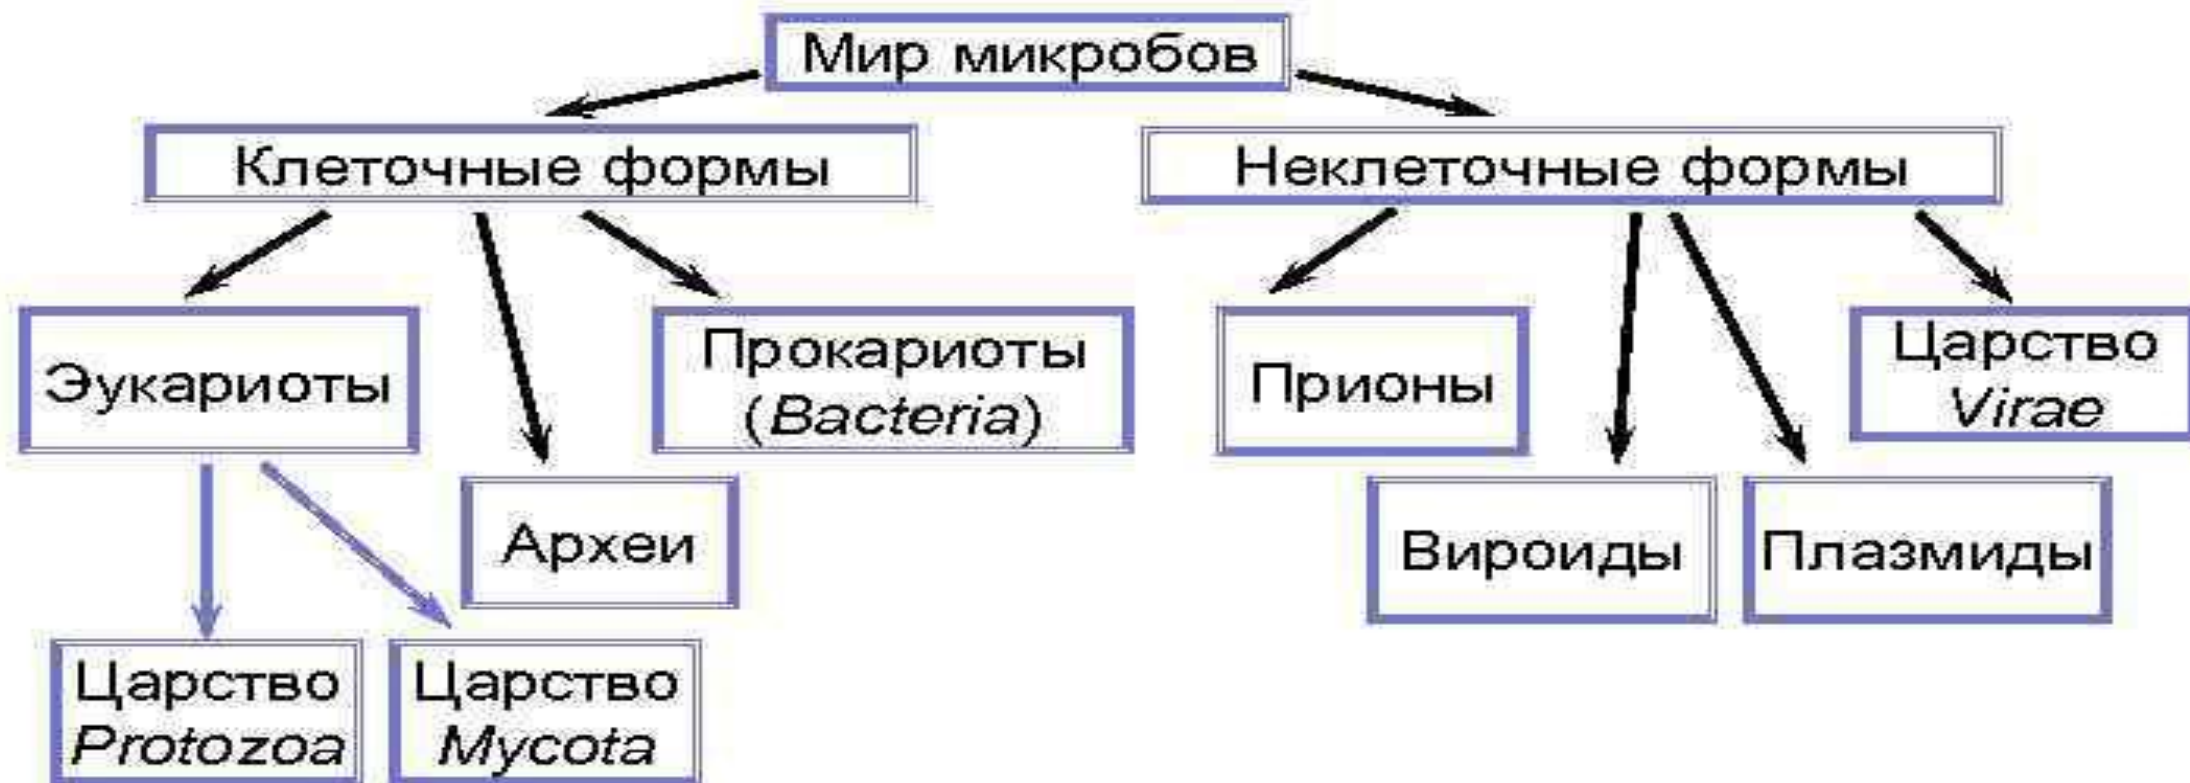 Мир микробов
Клеточные формы
Неклеточные формы
Эукариоты
Прокариоты
(Bacteria)
Прионы
Царство
Virae
Археи
Вироиды
Плазмиды
Царство
Protozoa
Царство
Mycota